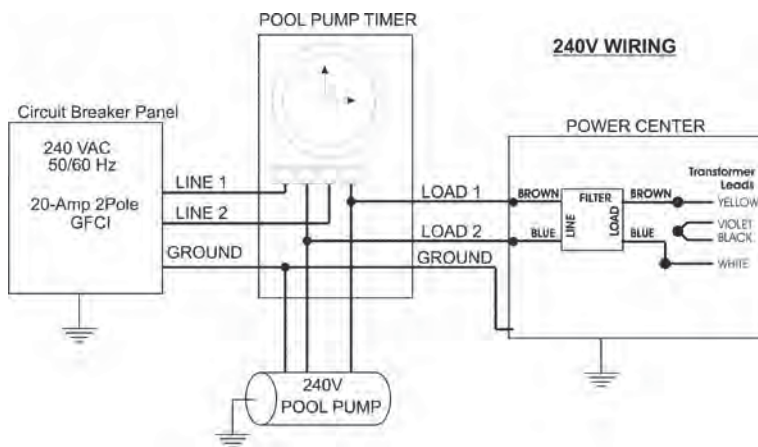 POOL PUMP TIMER
240V WIRING
Circuit Breaker Panel
240 VAC
50/60 Hz
20-Amp 2Pole
GFCI
LINE 1
LINE 2
GROUND
LOAD 1
LOAD 2
GROUND
POWER CENTER
BROWN
BLUE
FILTER
LINE
LOAD
BROWN
BLUE
Transformer
Leads
YELLOW
VIOLET
BLACK
WHITE
240V
POOL PUMP